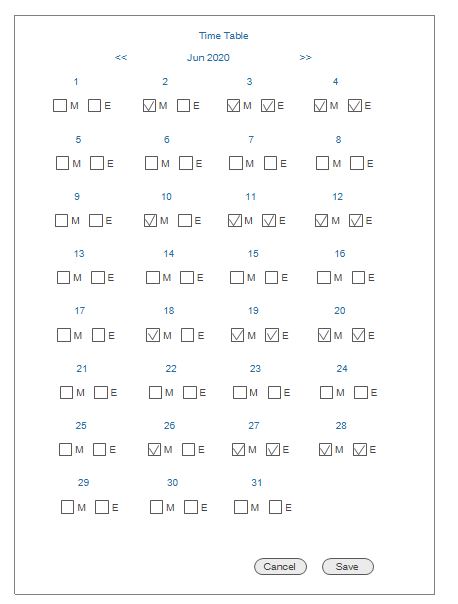 Time Table
<< Jun 2020 >>
1 2 3 4
M E M E M E M E
5 6 7 8
M E M E M E M E
9 10 11 12
M E M E M E M E
13 14 15 16
M E M E M E M E
17 18 19 20
M E M E M E M E
21 22 23 24
M E M E M E M E
25 26 27 28
M E M E M E M E
29 30 31
M E M E M E
Cancel Save